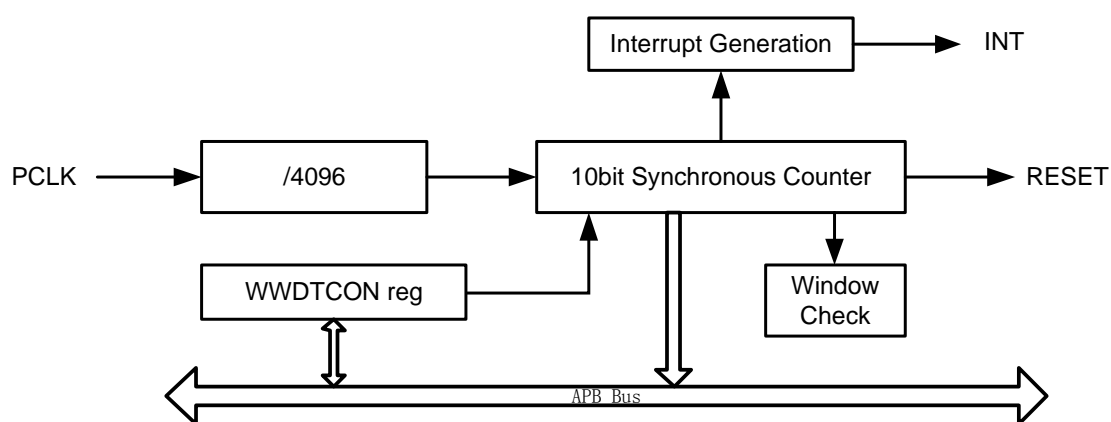 Interrupt Generation
INT
PCLK
/4096
10bit Synchronous Counter
RESET
WWDTCON reg
Window
Check
APB Bus